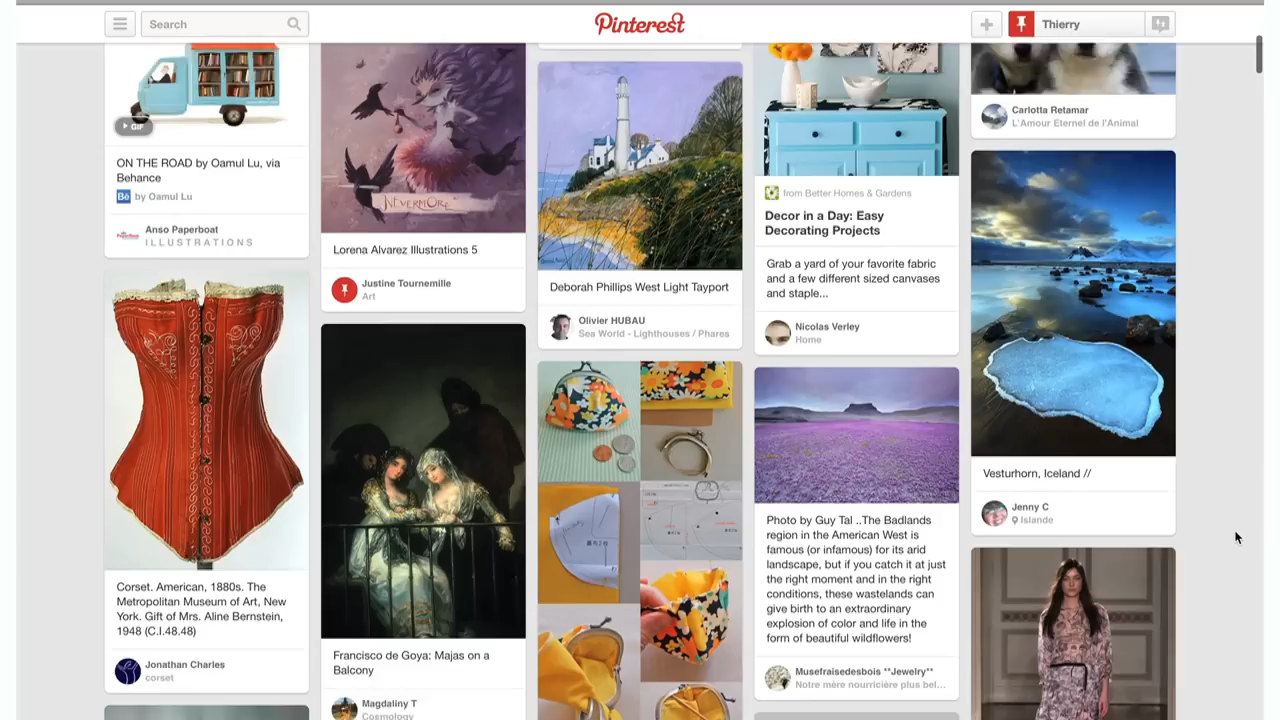 Search
Pinterest
Thierry
GIF
ON THE ROAD by Oamul Lu, via
Behance
Bē by Oamul Lu
Anso Paperboat
ILLUSTRATIONS
Corset. American, 1880s. The
Metropolitan Museum of Art, New
York. Gift of Mrs. Aline Bernstein,
1948 (C.I.48.48)
Jonathan Charles
corset
NEVERMORE
Lorena Alvarez Illustrations 5
Justine Tournemille
Art
Francisco de Goya: Majas on a
Balcony
Magdaliny T
Cosmology
Deborah Phillips West Light Tayport
Olivier HUBAU
Sea World - Lighthouses / Phares
from Better Homes & Gardens
Decor in a Day: Easy
Decorating Projects
Grab a yard of your favorite fabric
and a few different sized canvases
and staple...
Nicolas Verley
Home
Photo by Guy Tal ..The Badlands
region in the American West is
famous (or infamous) for its arid
landscape, but if you catch it at just
the right moment and in the right
conditions, these wastelands can
give birth to an extraordinary
explosion of color and life in the
form of beautiful wildflowers!
Musefraisedesbois **Jewelry**
Notre mère nourricière plus bel...
Carlotta Retamar
L'Amour Eternel de l'Animal
Vesturhorn, Iceland //
Jenny C
Islande